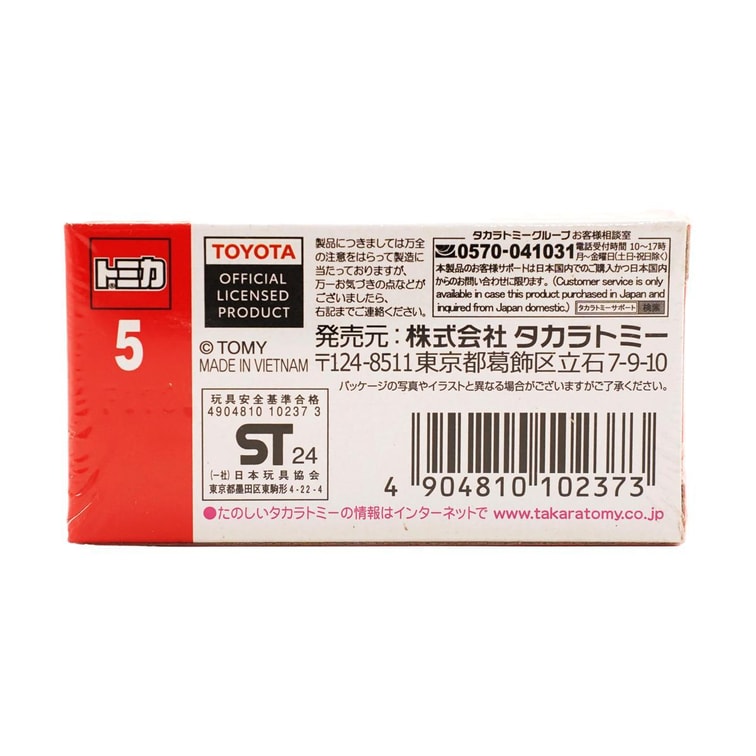 トミカ
5
TOYOTA
OFFICIAL
LICENSED
PRODUCT
製品につきましては万全
の注意をはらって製造に
当たっておりますが、
万一お気づきの点などが
ございましたら、
右記までご連絡ください。
タカラトミーグループ お客様相談室
0570-041031 電話受付時間 10〜17時
月〜金曜日(土·日·祝日除く)
本製品のお客様サポートは日本国内でのご購入かつ日本国内
からのお問い合わせに限ります。(Customer service is only
available in case this product purchased in Japan and
inquired from Japan domestic.) タカラトミーサポート 検索
© TOMY
MADE IN VIETNAM
発売元:株式会社 タカラトミー
〒124-8511 東京都葛飾区立石7-9-10
パッケージの写真やイラストと異なる場合がございますがご了承ください。
玩具安全基準合格
4904810 10237 3
ST 24
(一社)日本玩具協会
東京都墨田区東駒形4-22-4
4 904810 102373
●たのしいタカラトミーの情報はインターネットで www.takaratomy.co.jp